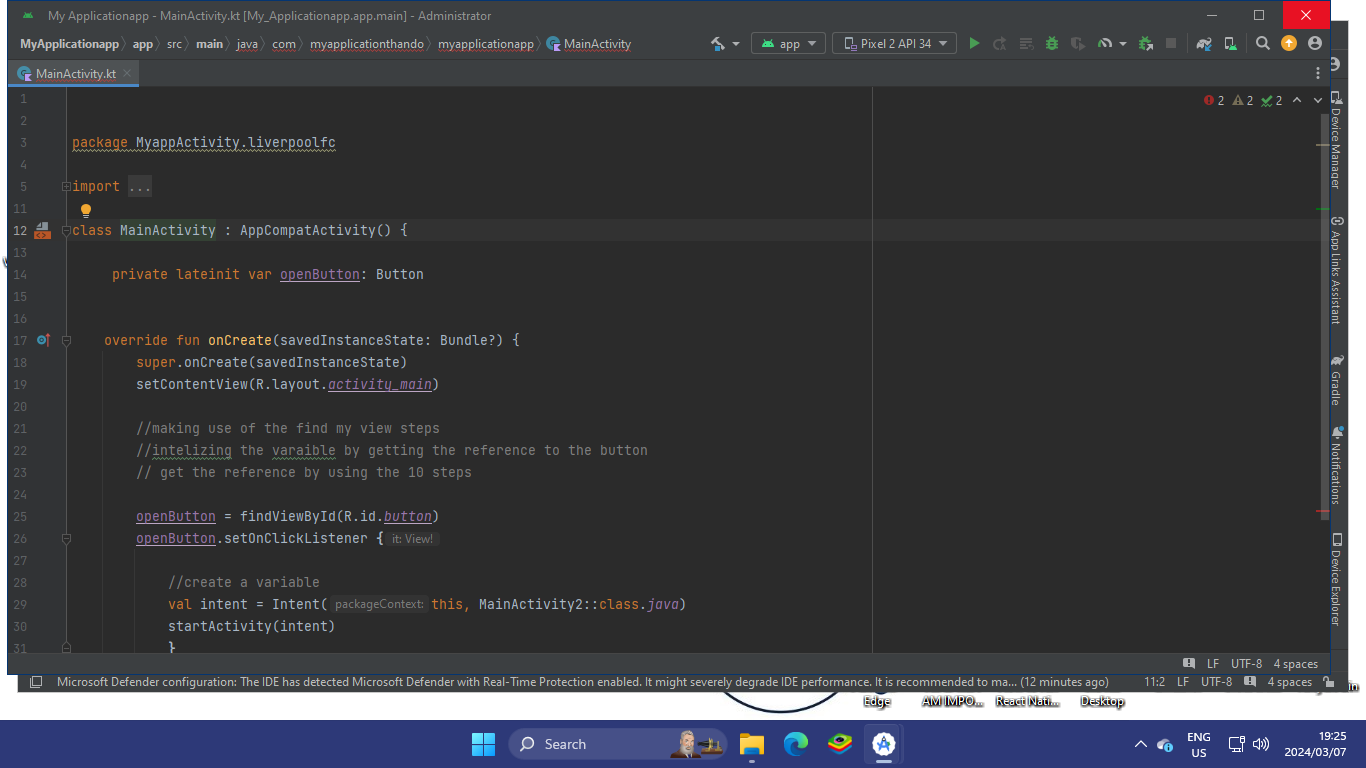 My Applicationapp - MainActivity.kt [My_Applicationapp.app.main] - Administrator
MyApplicationapp app src main java com myapplicationthando myapplicationapp MainActivity app Pixel 2 API 34
MainActivity.kt
2 2 2
1
2
3 package MyappActivity.liverpoolfc
4
5 import ...
11
12 class MainActivity : AppCompatActivity() {
13
14 private lateinit var openButton: Button
15
16
17 override fun onCreate(savedInstanceState: Bundle?) {
18 super.onCreate(savedInstanceState)
19 setContentView(R.layout.activity_main)
20
21 //making use of the find my view steps
22 //intelizing the varaible by getting the reference to the button
23 // get the reference by using the 10 steps
24
25 openButton = findViewById(R.id.button)
26 openButton.setOnClickListener { it: View!
27
28 //create a variable
29 val intent = Intent( packageContext: this, MainActivity2::class.java)
30 startActivity(intent)
31 }
Device Manager
App Links Assistant
Gradle
Notifications
Device Explorer
LF UTF-8 4 spaces
Microsoft Defender configuration: The IDE has detected Microsoft Defender with Real-Time Protection enabled. It might severely degrade IDE performance. It is recommended to ma... (12 minutes ago) 11:2 LF UTF-8 4 spaces
Edge AM IMPO... React Nati... Desktop
Search
ENG
US
19:25
2024/03/07